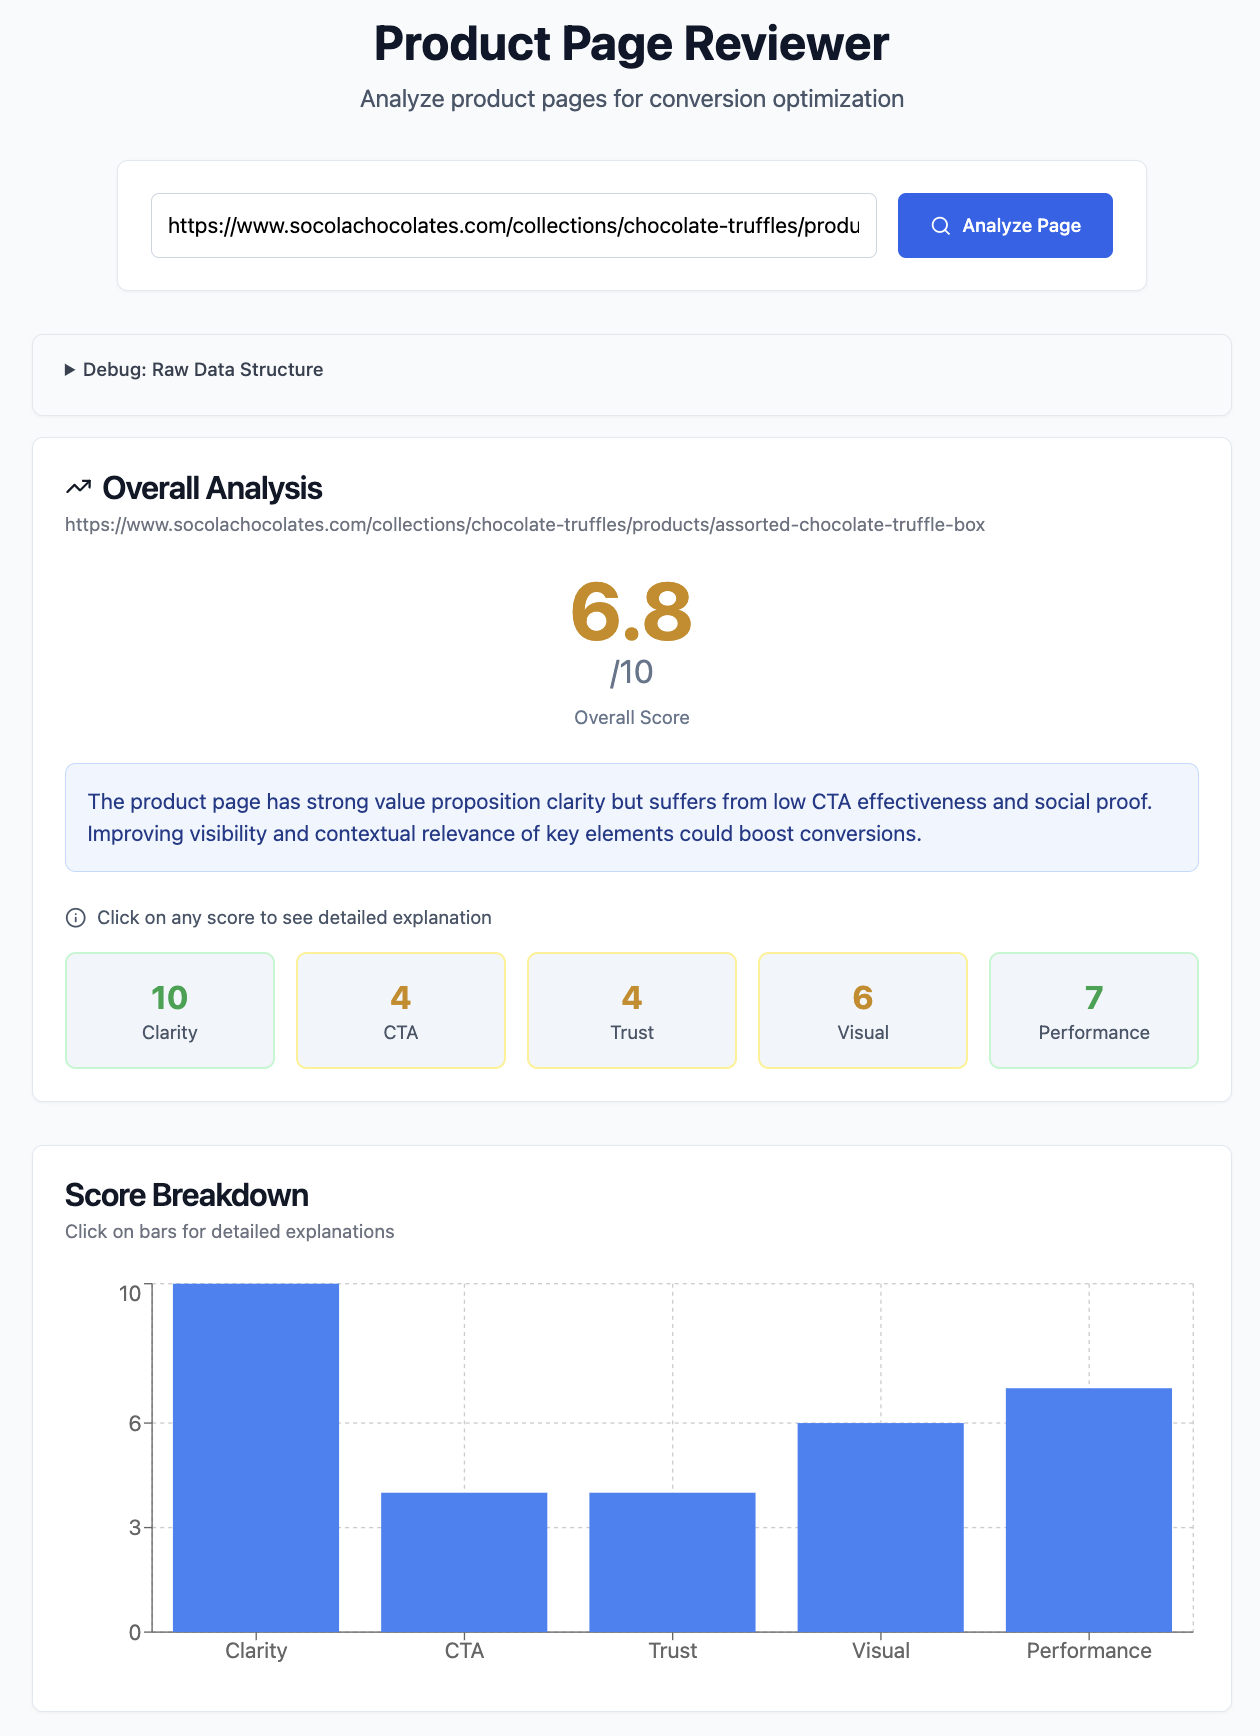 Product Page Reviewer
Analyze product pages for conversion optimization
https://www.socolachocolates.com/collections/chocolate-truffles/produ
Analyze Page
Debug: Raw Data Structure
Overall Analysis
https://www.socolachocolates.com/collections/chocolate-truffles/products/assorted-chocolate-truffle-box
6.8
/10
Overall Score
The product page has strong value proposition clarity but suffers from low CTA effectiveness and social proof.
Improving visibility and contextual relevance of key elements could boost conversions.
Click on any score to see detailed explanation
10
Clarity
4
CTA
4
Trust
6
Visual
7
Performance
Score Breakdown
Click on bars for detailed explanations
10
6
3
0
Clarity CTA Trust Visual Performance